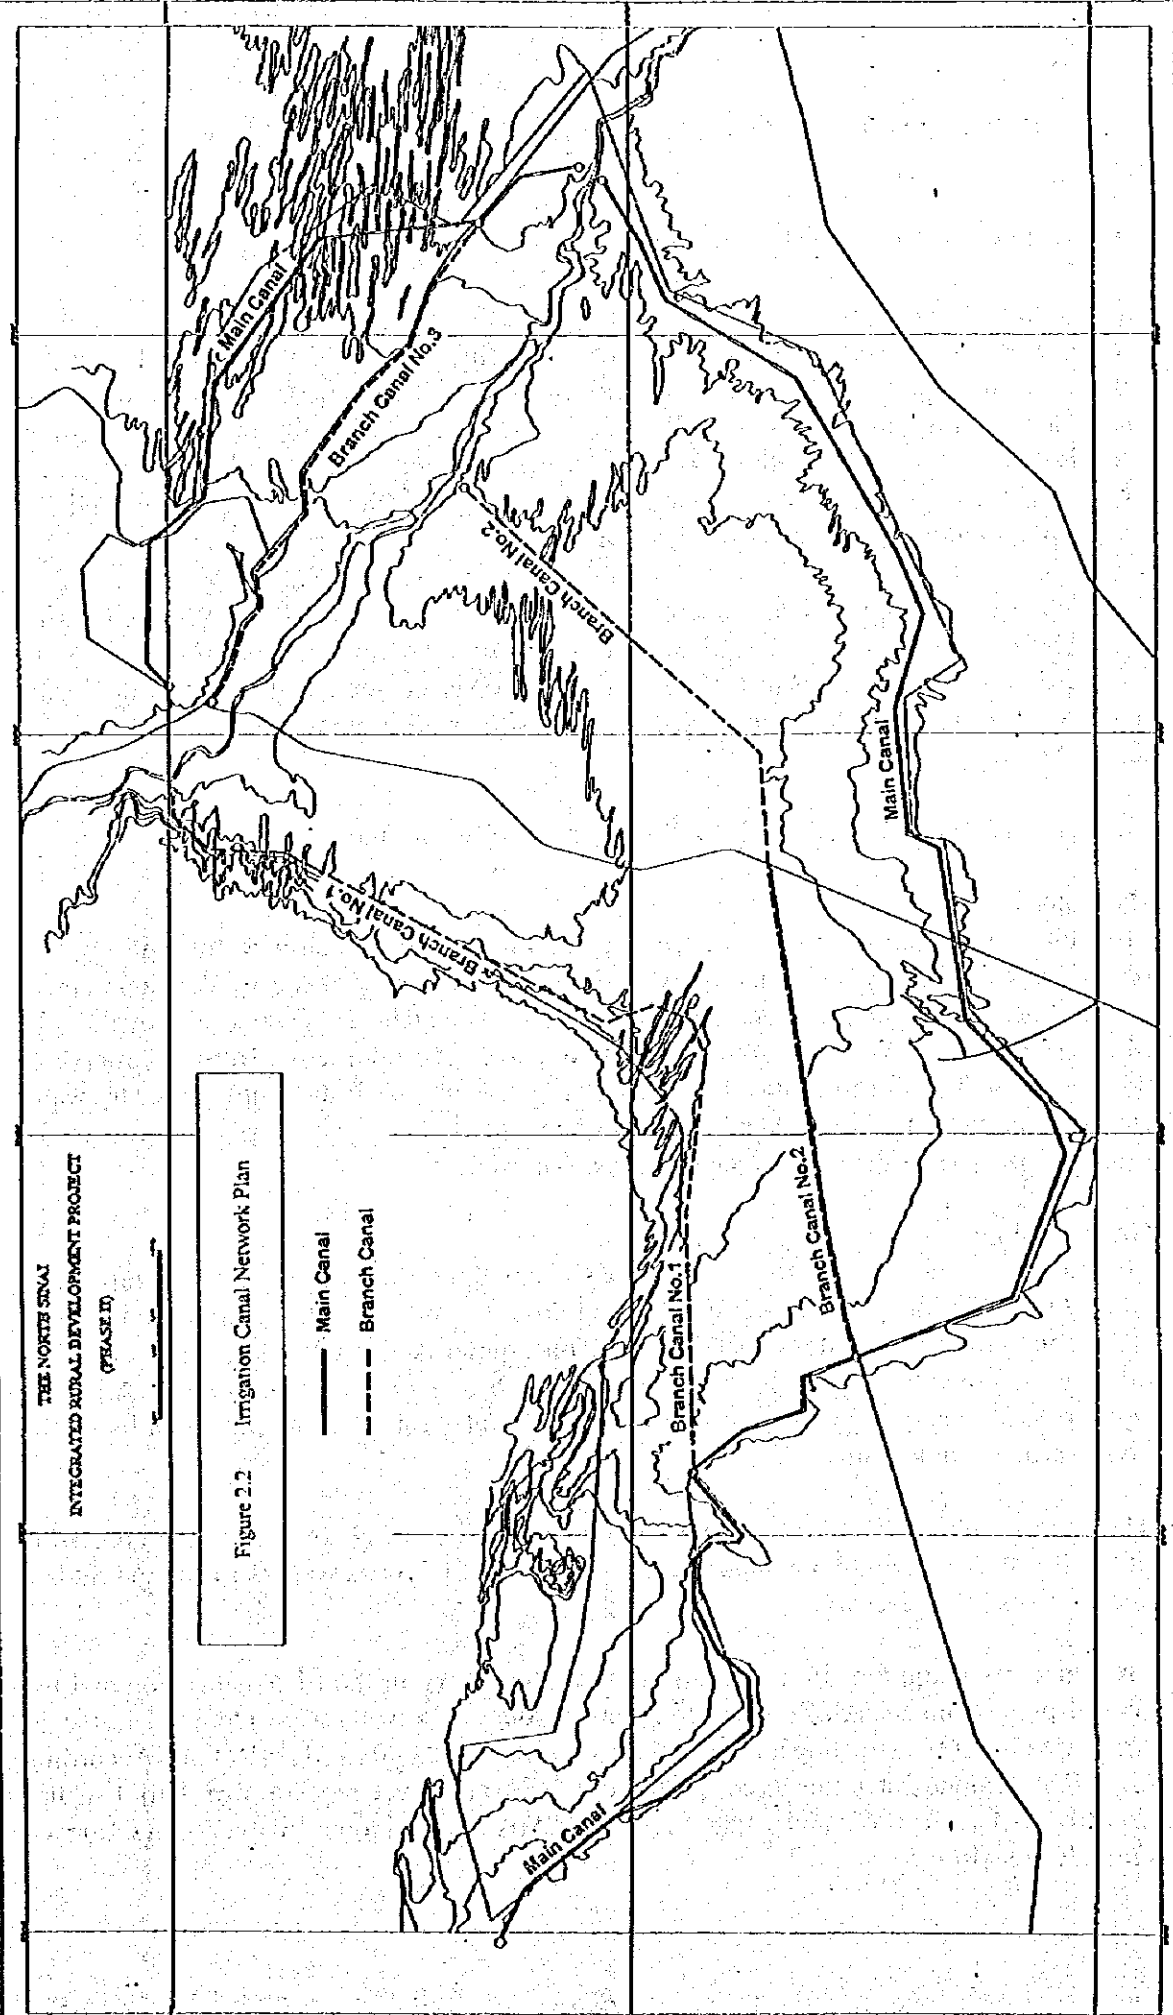 THE NORTH SINAI
INTEGRATED RURAL DEVELOPMENT PROJECT
(PHASE II)
Figure 2.2 Irrigation Canal Network Plan
Main Canal
Branch Canal
Main Canal
Branch Canal No.3
Branch Canal No.2
Main Canal
Branch Canal No.1
Branch Canal No.2
Branch Canal No.1
Main Canal